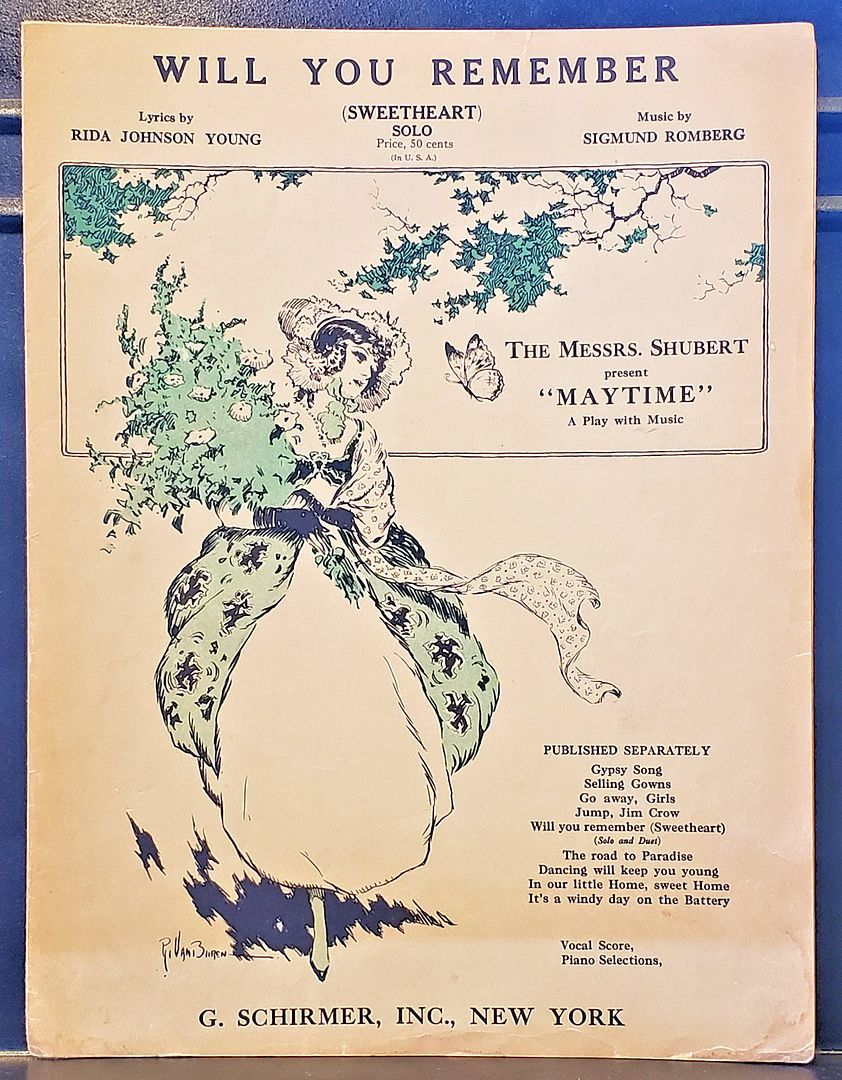 WILL YOU REMEMBER
(SWEETHEART)
SOLO
Price, 50 cents
(In U. S. A.)
Lyrics by
RIDA JOHNSON YOUNG
Music by
SIGMUND ROMBERG
THE MESSRS. SHUBERT
present
"MAYTIME"
A Play with Music
PUBLISHED SEPARATELY
Gypsy Song
Selling Gowns
Go away, Girls
Jump, Jim Crow
Will you remember (Sweetheart)
(Solo and Duet)
The road to Paradise
Dancing will keep you young
In our little Home, sweet Home
It's a windy day on the Battery
Vocal Score,
Piano Selections,
G. SCHIRMER, INC., NEW YORK